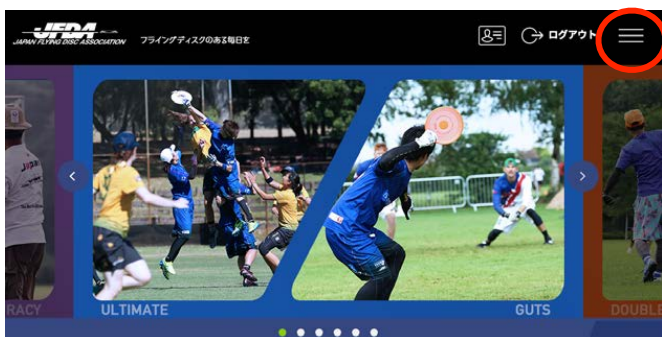 JFDA
JAPAN FLYING DISC ASSOCIATION
フライングディスクのある毎日を
ログアウト
Japan
RACY
ULTIMATE
GUTS
DOUBLE